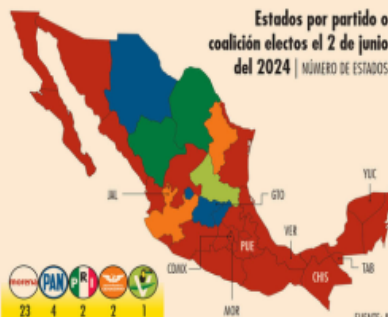 Estados por partido o
coalición electos el 2 de junio
del 2024 | NÚMERO DE ESTADOS
YUC
JAL
GTO
VER
PUE
CDMX
TAB
CHIS
MOR
morena PAN PRI
23 4 2 2 1